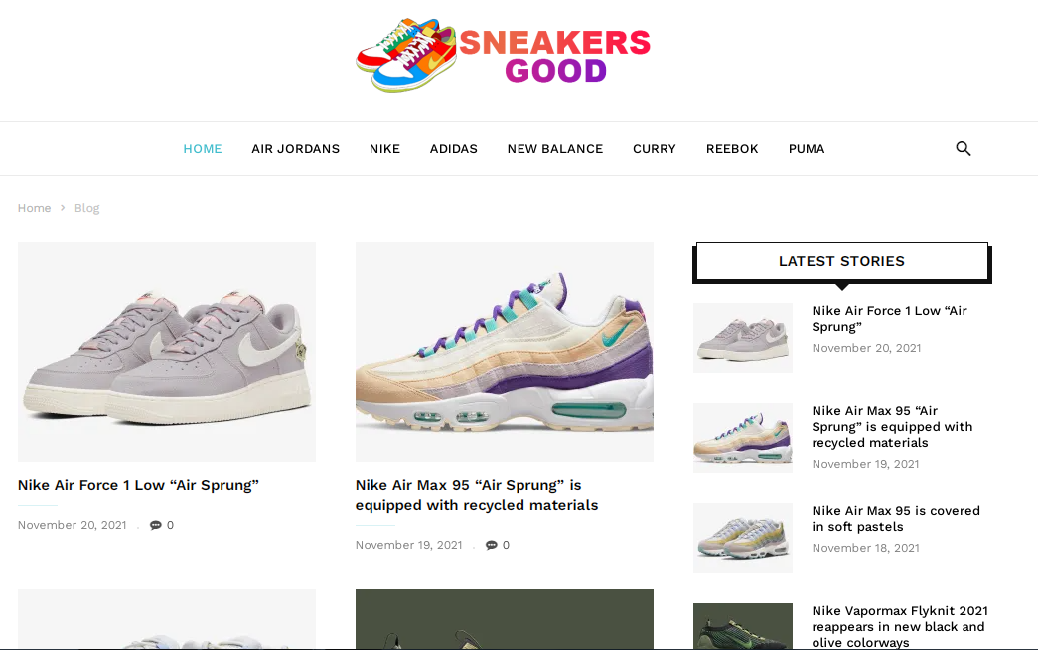 SNEAKERS
GOOD
HOME AIR JORDANS NIKE ADIDAS NEW BALANCE CURRY REEBOK PUMA
Home > Blog
Nike Air Force 1 Low “Air Sprung”
November 20, 2021 . 0
Nike Air Max 95 “Air Sprung” is
equipped with recycled materials
November 19, 2021 . 0
LATEST STORIES
Nike Air Force 1 Low “Air
Sprung”
November 20, 2021
Nike Air Max 95 “Air
Sprung” is equipped with
recycled materials
November 19, 2021
Nike Air Max 95 is covered
in soft pastels
November 18, 2021
Nike Vapormax Flyknit 2021
reappears in new black and
olive colorways